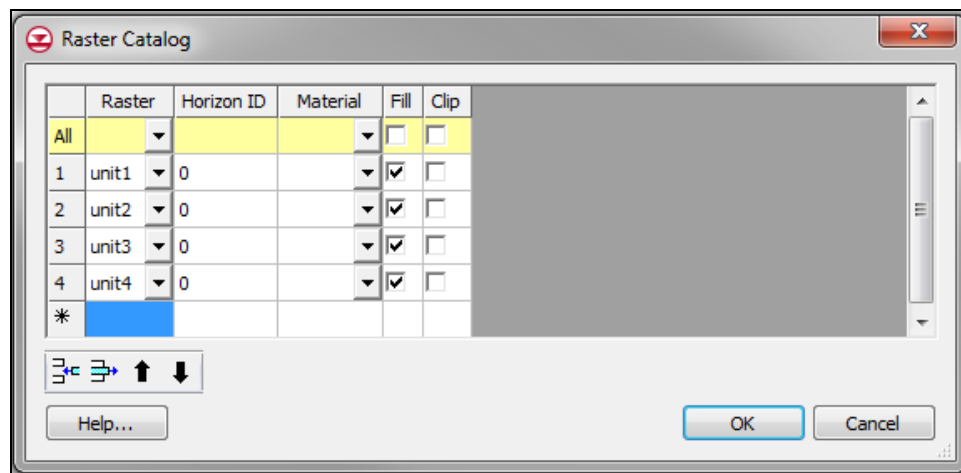 Raster Catalog
Raster Horizon ID Material Fill Clip
All
1 unit1 0
2 unit2 0
3 unit3 0
4 unit4 0
*
Help... OK Cancel